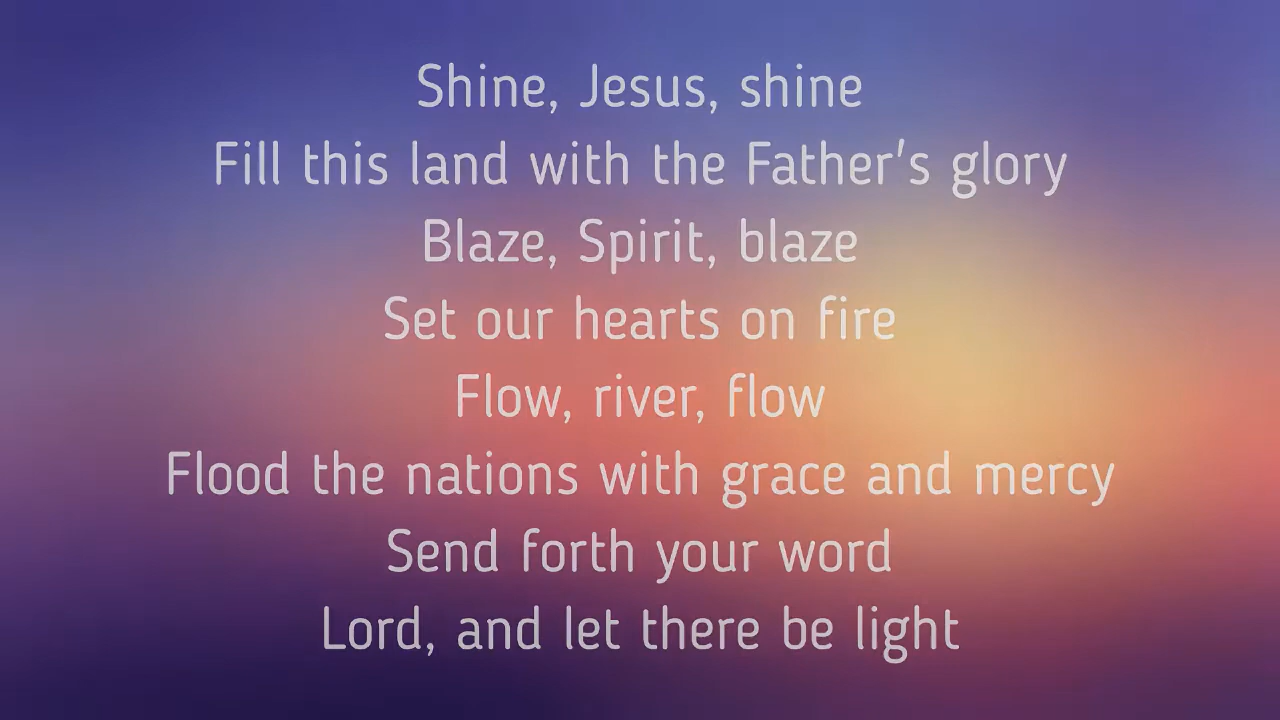 Shine, Jesus, shine
Fill this land with the Father's glory
Blaze, Spirit, blaze
Set our hearts on fire
Flow, river, flow
Flood the nations with grace and mercy
Send forth your word
Lord, and let there be light